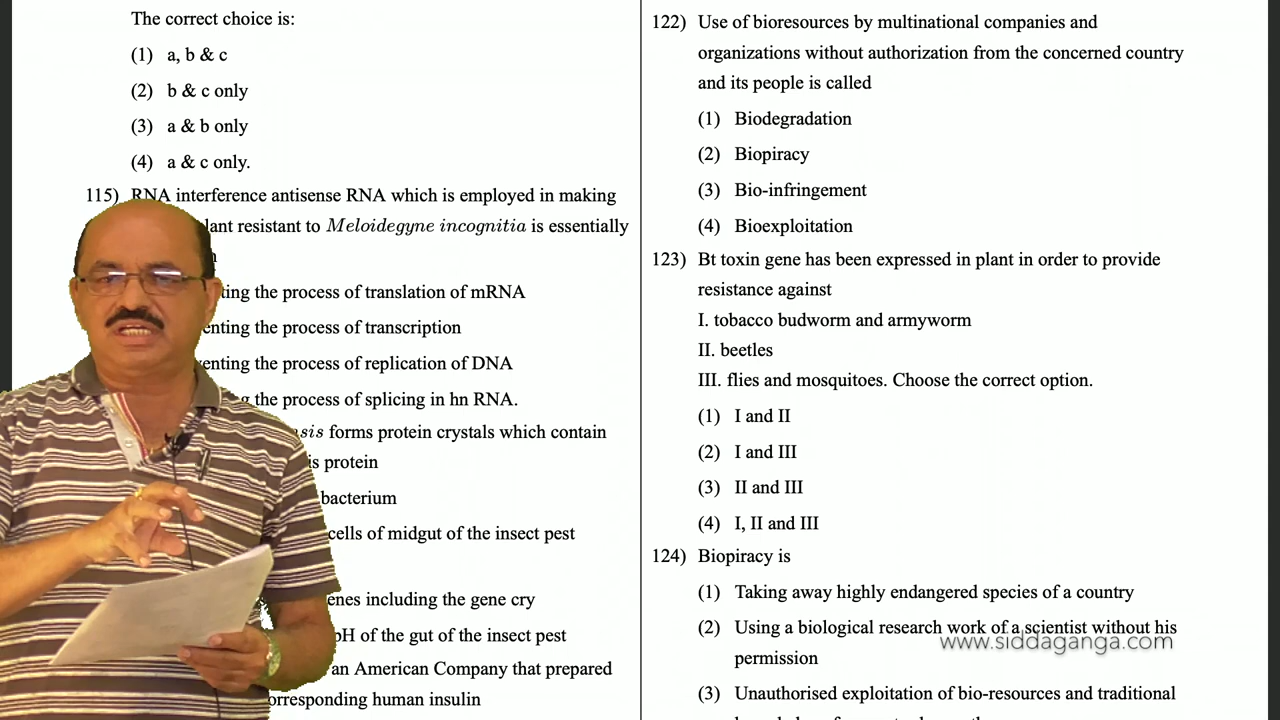 The correct choice is:
(1) a, b & c
(2) b & c only
(3) a & b only
(4) a & c only.
115) RNA interference antisense RNA which is employed in making
lant resistant to Meloidegyne incognitia is essentially
ting the process of translation of mRNA
enting the process of transcription
enting the process of replication of DNA
the process of splicing in hn RNA.
sis forms protein crystals which contain
is protein
bacterium
cells of midgut of the insect pest
enes including the gene cry
pH of the gut of the insect pest
an American Company that prepared
orresponding human insulin
122) Use of bioresources by multinational companies and
organizations without authorization from the concerned country
and its people is called
(1) Biodegradation
(2) Biopiracy
(3) Bio-infringement
(4) Bioexploitation
123) Bt toxin gene has been expressed in plant in order to provide
resistance against
I. tobacco budworm and armyworm
II. beetles
III. flies and mosquitoes. Choose the correct option.
(1) I and II
(2) I and III
(3) II and III
(4) I, II and III
124) Biopiracy is
(1) Taking away highly endangered species of a country
(2) Using a biological research work of a scientist without his
www.siddaganga.com
permission
(3) Unauthorised exploitation of bio-resources and traditional